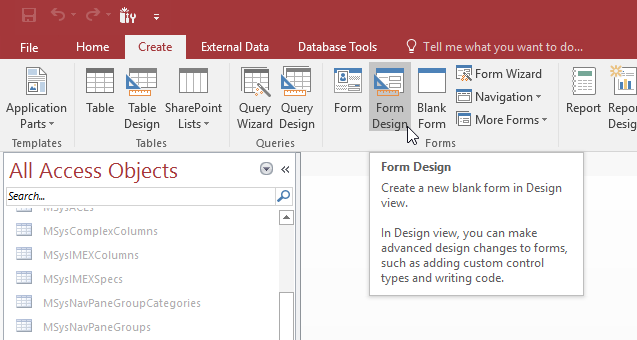 File Home Create External Data Database Tools Tell me what you want to do...
Application Parts
Table
Table Design
SharePoint Lists
Query Wizard
Query Design
Form
Form Design
Blank Form
Form Wizard
Navigation
More Forms
Report
Report Design
Templates Tables Queries Forms
All Access Objects
Search...
MSysACEs
MSysComplexColumns
MSysIMEXColumns
MSysIMEXSpecs
MSysNavPaneGroupCategories
MSysNavPaneGroups
Form Design
Create a new blank form in Design
view.
In Design view, you can make
advanced design changes to forms,
such as adding custom control
types and writing code.